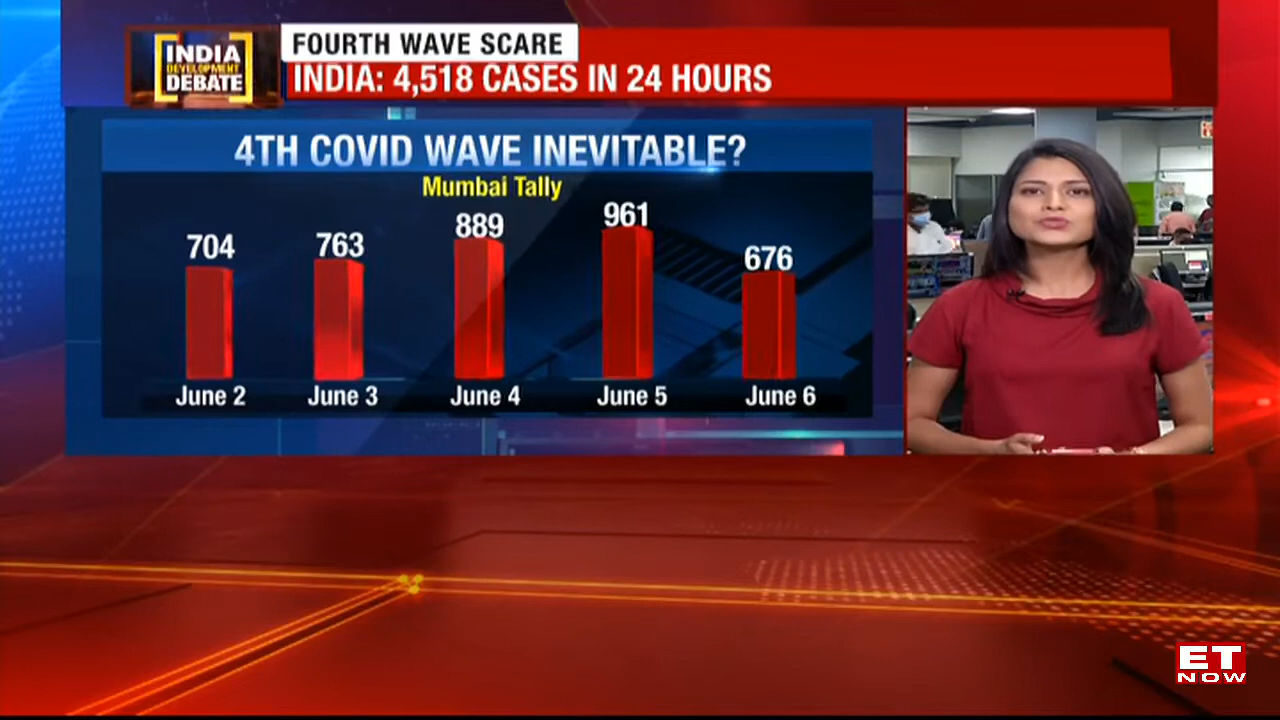 INDIA
DEVELOPMENT
DEBATE
FOURTH WAVE SCARE
INDIA: 4,518 CASES IN 24 HOURS
4TH COVID WAVE INEVITABLE?
Mumbai Tally
704
763
889
961
676
June 2
June 3
June 4
June 5
June 6
ET
NOW